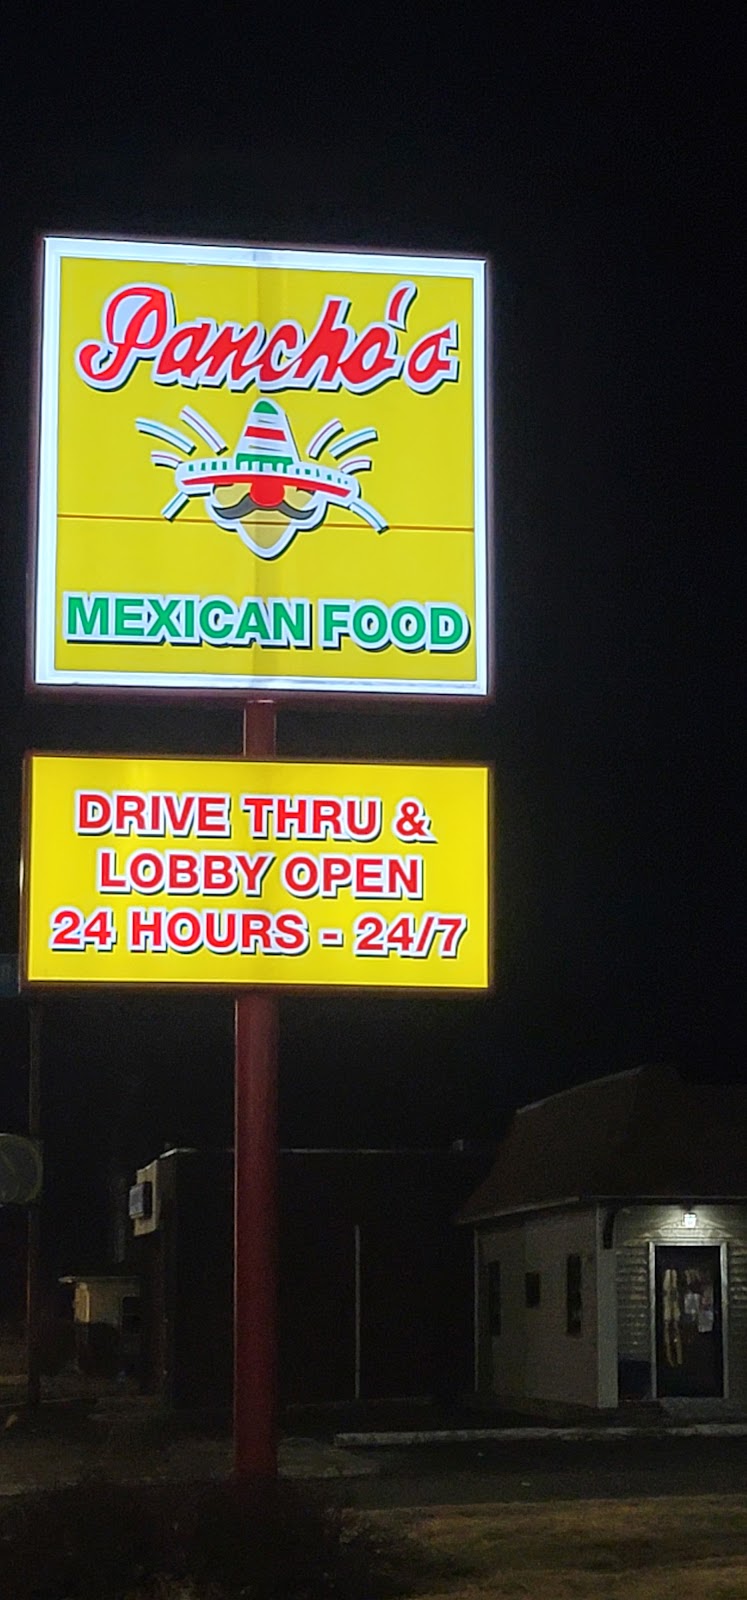 Pancho's
MEXICAN FOOD
DRIVE THRU &
LOBBY OPEN
24 HOURS - 24/7